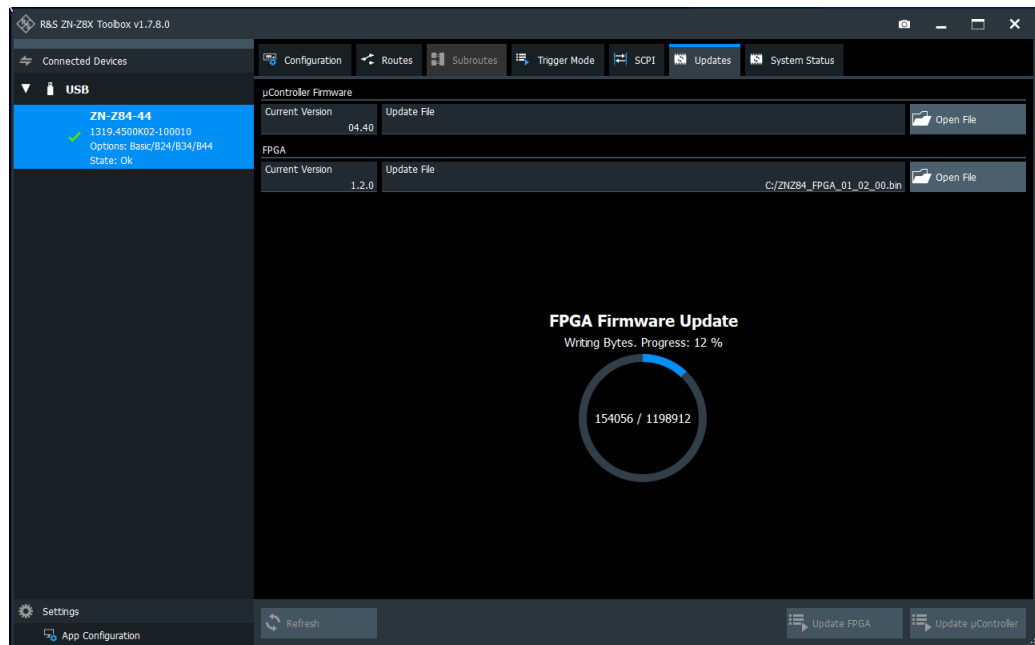 R&S ZN-Z8X Toolbox v1.7.8.0
Connected Devices
USB
ZN-Z84-44
1319.4500K02-100010
Options: Basic/B24/B34/B44
State: Ok
Settings
App Configuration
Configuration
Routes
Subroutes
Trigger Mode
SCPI
Updates
System Status
µController Firmware
Current Version
04.40
Update File
Open File
FPGA
Current Version
1.2.0
Update File
C:/ZNZ84_FPGA_01_02_00.bin
Open File
FPGA Firmware Update
Writing Bytes. Progress: 12 %
154056 / 1198912
Refresh
Update FPGA
Update µController